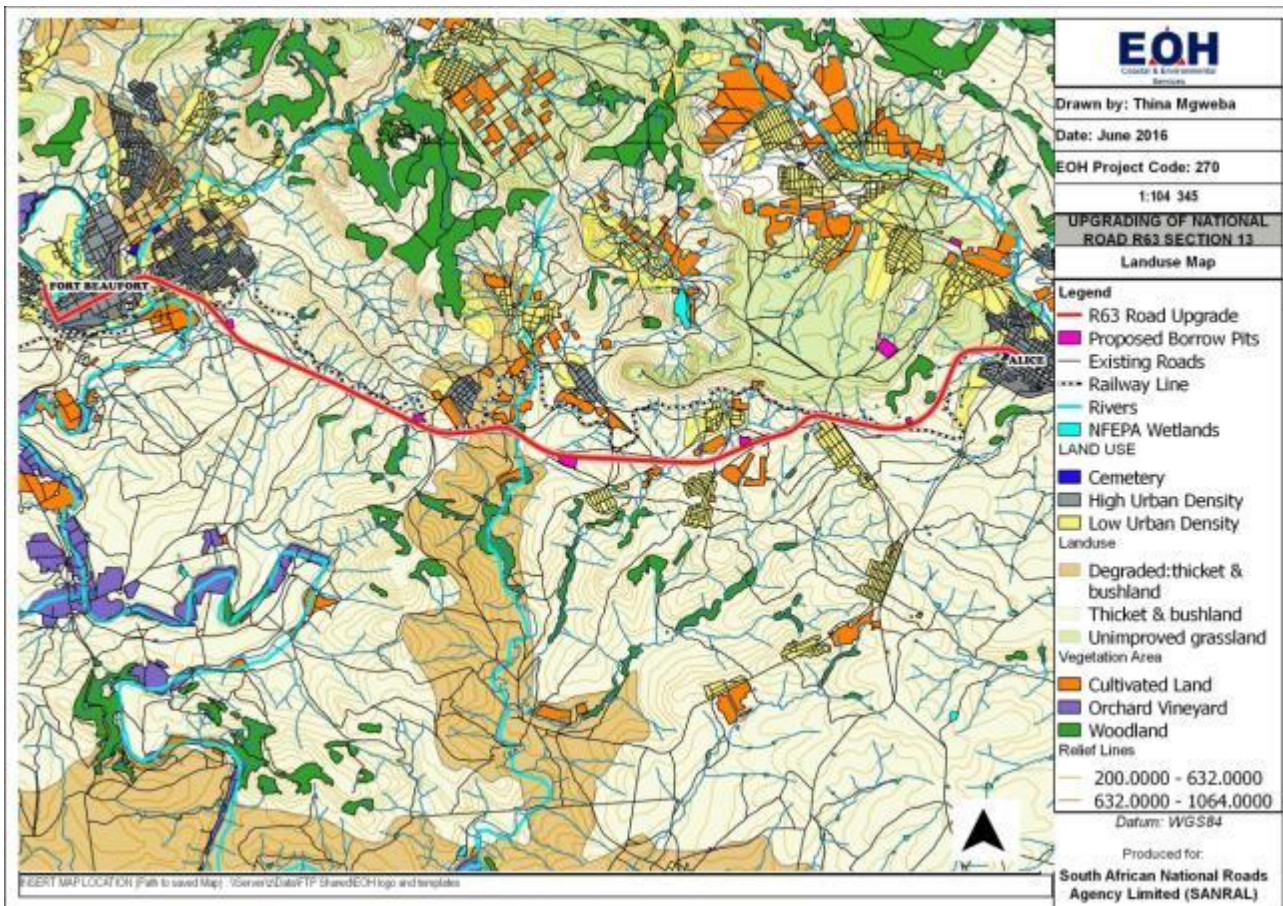 FORT BEAUFORT
ALICE
EOH
Coastal & Environmental
Services
Drawn by: Thina Mgweba
Date: June 2016
EOH Project Code: 270
1:104 345
UPGRADING OF NATIONAL
ROAD R63 SECTION 13
Landuse Map
Legend
R63 Road Upgrade
Proposed Borrow Pits
Existing Roads
Railway Line
Rivers
NFEPA Wetlands
LAND USE
Cemetery
High Urban Density
Low Urban Density
Landuse
Degraded:thicket &
bushland
Thicket & bushland
Unimproved grassland
Vegetation Area
Cultivated Land
Orchard Vineyard
Woodland
Relief Lines
200.0000 - 632.0000
632.0000 - 1064.0000
Datum: WGS84
Produced for:
South African National Roads
Agency Limited (SANRAL)
INSERT MAP LOCATION (Path to saved Map) : EOH logo and templates